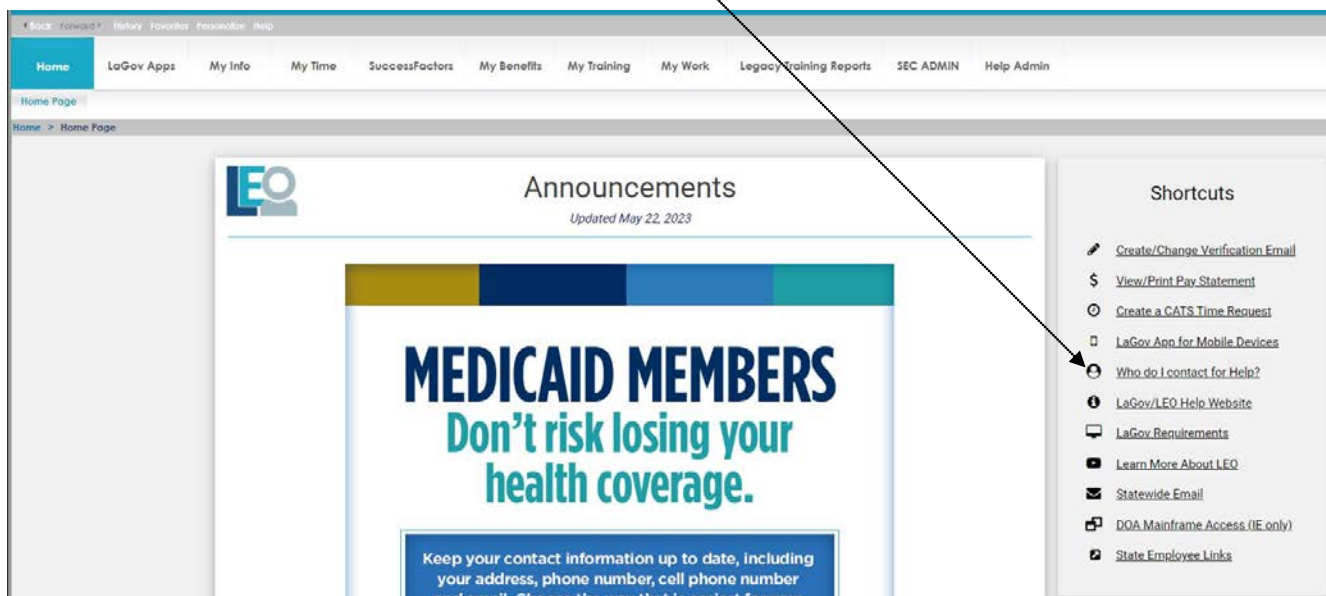 Back Forward History Favorites Personalize Help
Home LaGov Apps My Info My Time SuccessFactors My Benefits My Training My Work Legacy Training Reports SEC ADMIN Help Admin
Home Page
Home > Home Page
LEO
Announcements
Updated May 22, 2023
MEDICAID MEMBERS
Don't risk losing your
health coverage.
Keep your contact information up to date, including
your address, phone number, cell phone number
Shortcuts
Create/Change Verification Email
$ View/Print Pay Statement
Create a CATS Time Request
LaGov App for Mobile Devices
Who do I contact for Help?
LaGov/LEO Help Website
LaGov Requirements
Learn More About LEO
Statewide Email
DOA Mainframe Access (IE only)
State Employee Links